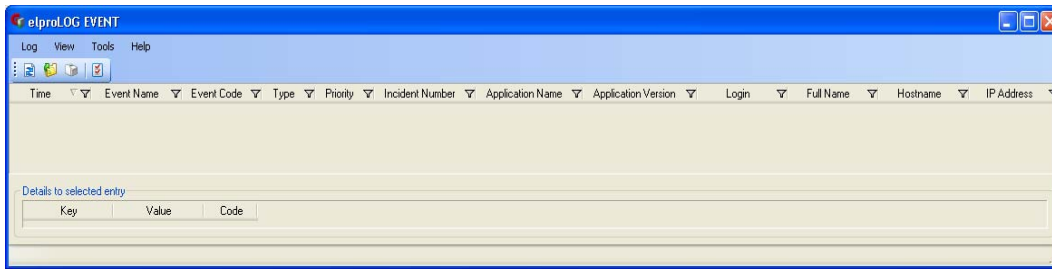 elproLOG EVENT
Log View Tools Help
Time Event Name Event Code Type Priority Incident Number Application Name Application Version Login Full Name Hostname IP Address
Details to selected entry
Key Value Code